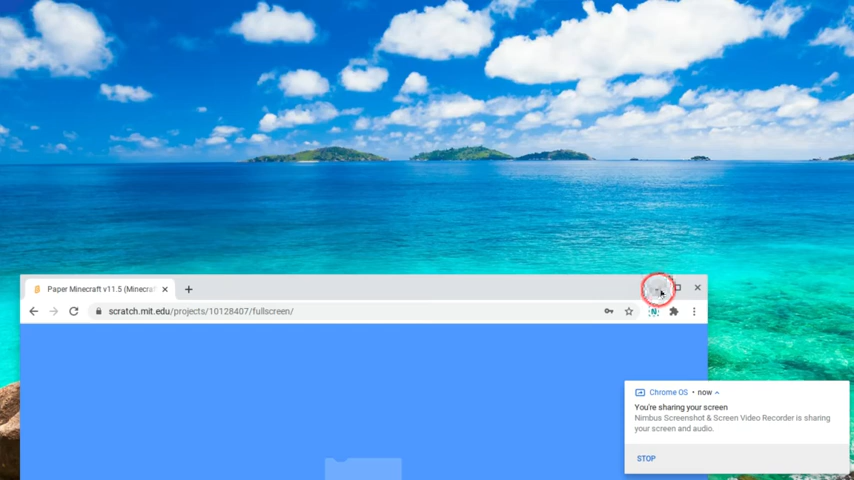 Paper Minecraft v11.5 (Minecraf
scratch.mit.edu/projects/10128407/fullscreen/
N
Chrome OS • now
You're sharing your screen
Nimbus Screenshot & Screen Video Recorder is sharing
your screen and audio.
STOP